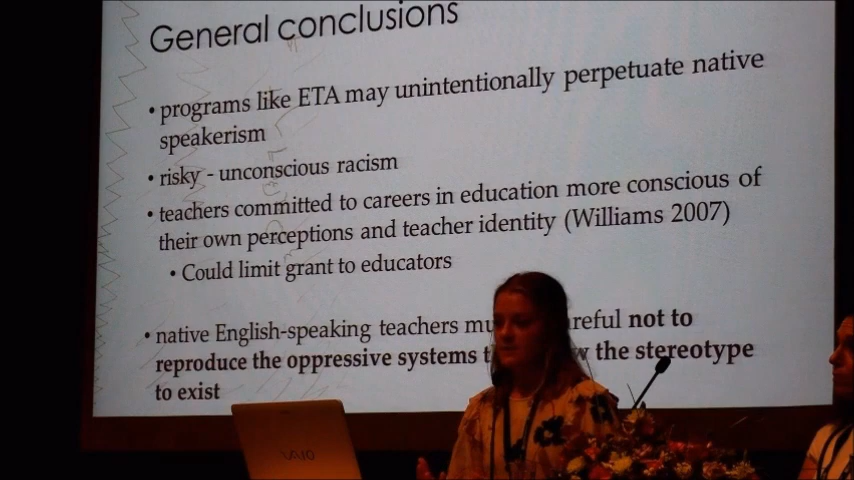 General conclusions
• programs like ETA may unintentionally perpetuate native
speakerism
• risky - unconscious racism
• teachers committed to careers in education more conscious of
their own perceptions and teacher identity (Williams 2007)
• Could limit grant to educators
• native English-speaking teachers careful not to
reproduce the oppressive systems the stereotype
to exist
VAIO